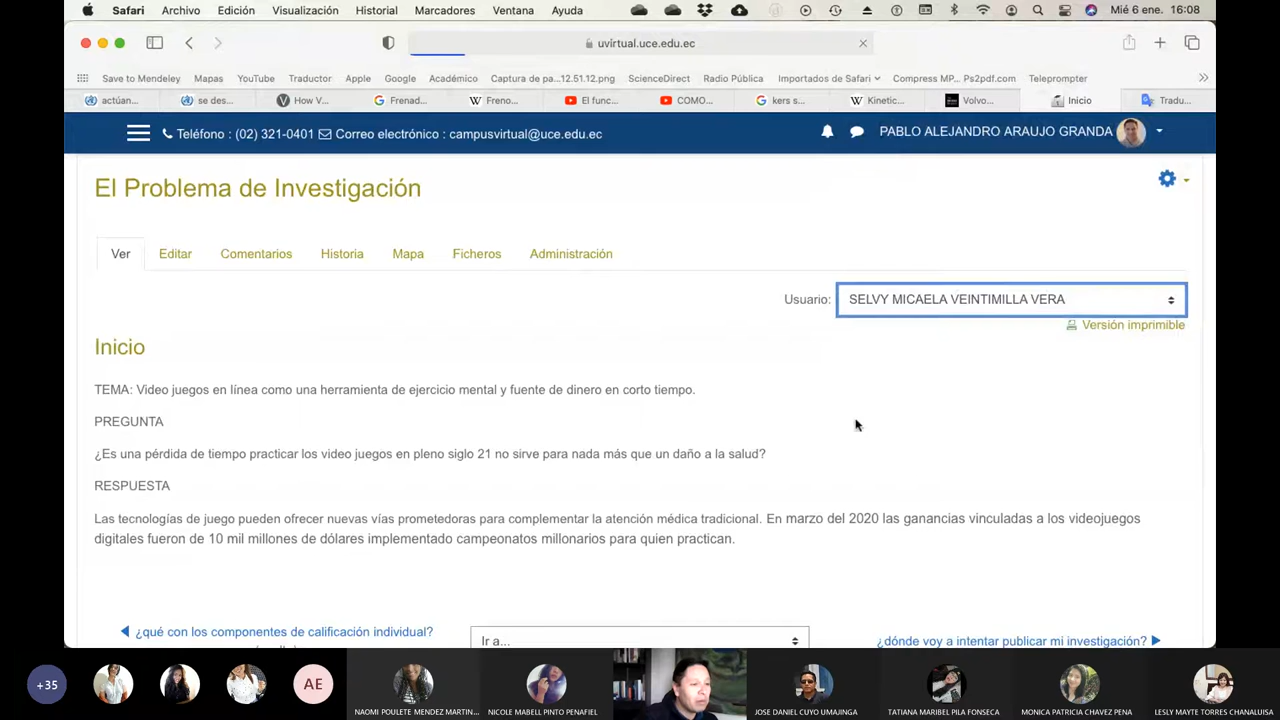 Safari Archivo Edición Visualización Historial Marcadores Ventana Ayuda Mié 6 ene. 16:08
uvirtual.uce.edu.ec
Save to Mendeley Mapas YouTube Traductor Apple Google Académico Captura de pa...12.51.12.png ScienceDirect Radio Pública Importados de Safari Compress MP... Ps2pdf.com Teleprompter
actúan... se des... How V... Frenad... Freno... El func... COMO... kers s... Kinetic... Volvo... Inicio Tradu...
Teléfono : (02) 321-0401 Correo electrónico : campusvirtual@uce.edu.ec PABLO ALEJANDRO ARAUJO GRANDA
El Problema de Investigación
Ver Editar Comentarios Historia Mapa Ficheros Administración
Usuario: SELVY MICAELA VEINTIMILLA VERA
Versión imprimible
Inicio
TEMA: Video juegos en línea como una herramienta de ejercicio mental y fuente de dinero en corto tiempo.
PREGUNTA
¿Es una pérdida de tiempo practicar los video juegos en pleno siglo 21 no sirve para nada más que un daño a la salud?
RESPUESTA
Las tecnologías de juego pueden ofrecer nuevas vías prometedoras para complementar la atención médica tradicional. En marzo del 2020 las ganancias vinculadas a los videojuegos
digitales fueron de 10 mil millones de dólares implementado campeonatos millonarios para quien practican.
¿qué con los componentes de calificación individual? Ir a... ¿dónde voy a intentar publicar mi investigación?
+35 AE
NAOMI POULETE MENDEZ MARTIN... NICOLE MABELL PINTO PENAFIEL JOSE DANIEL CUYO UMAJINGA TATIANA MARIBEL PILA FONSECA MONICA PATRICIA CHAVEZ PENA LESLY MAYTE TORRES CHANALUISA